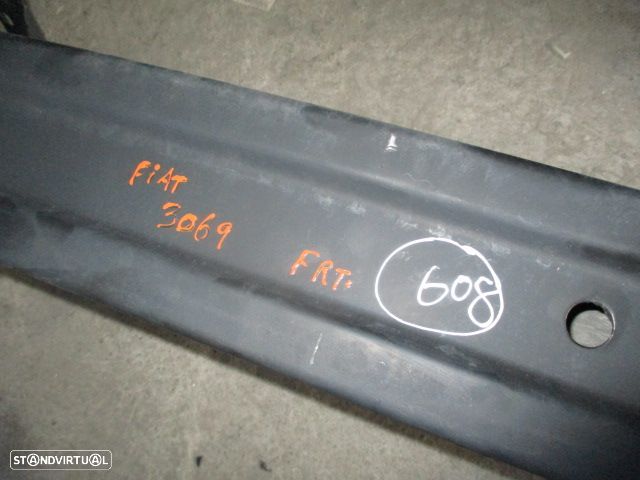 FiAT
3069
FRT.
608
STANDVIRTUAL